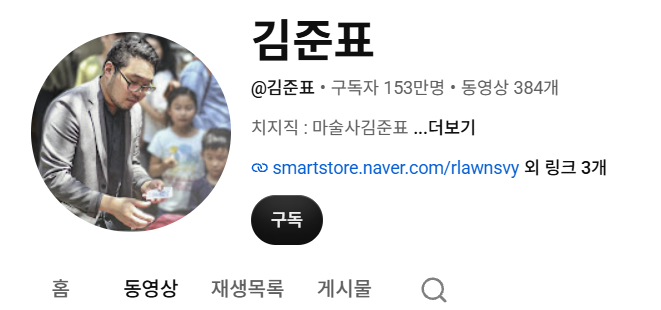 김준표
@김준표 • 구독자 153만명 • 동영상 384개
치지직 : 마술사김준표 ...더보기
smartstore.naver.com/rlawnsvy 외 링크 3개
구독
홈 동영상 재생목록 게시물